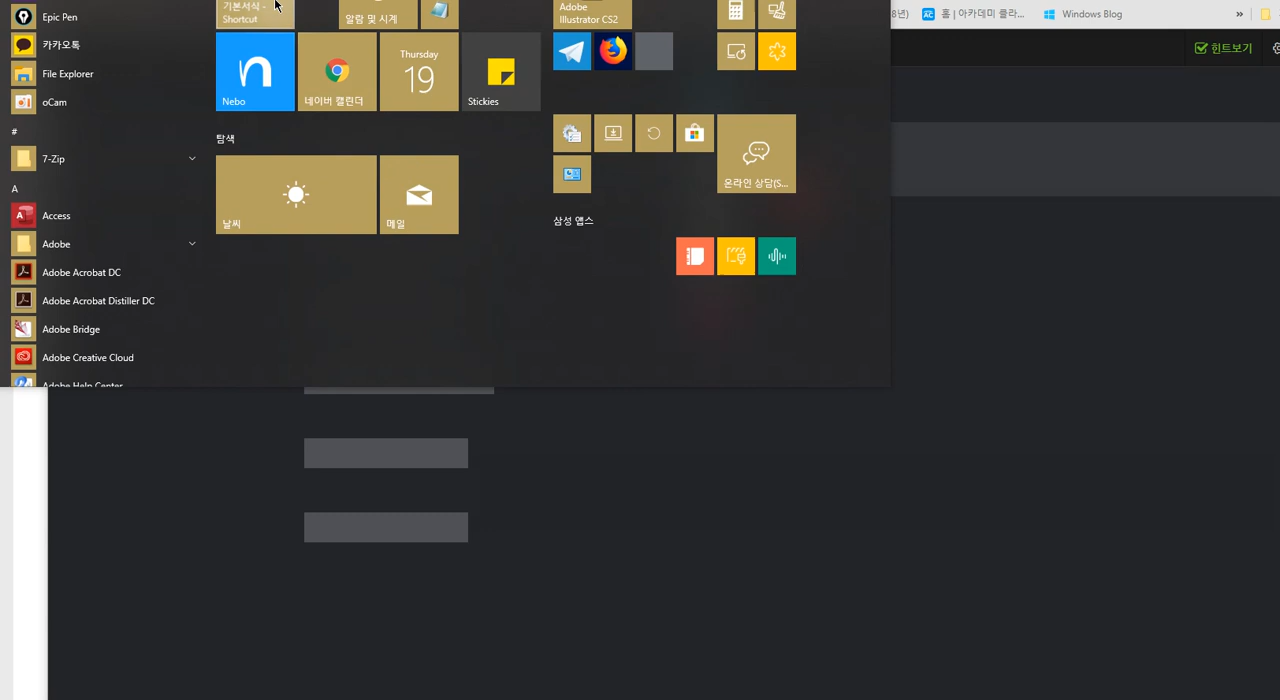 Epic Pen
카카오톡
File Explorer
oCam
#
7-Zip
A
Access
Adobe
Adobe Acrobat DC
Adobe Acrobat Distiller DC
Adobe Bridge
Adobe Creative Cloud
Adobe Help Center
기본서식 -
Shortcut
알람 및 시계
Nebo
네이버 캘린더
Thursday
19
Stickies
탐색
날씨
메일
Adobe
Illustrator CS2
온라인 상담(S...
삼성 앱스
8년)
홈 | 아카데미 클라...
Windows Blog
»
힌트보기